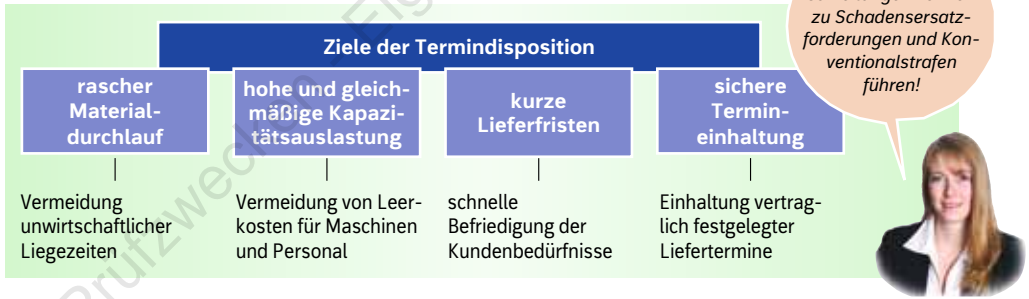 zu Schadensersatz-
forderungen und Kon-
ventionalstrafen
führen!
Ziele der Termindisposition
rascher
Material-
durchlauf
hohe und gleich-
mäßige Kapazi-
tätsauslastung
kurze
Lieferfristen
sichere
Termin-
einhaltung
Vermeidung
unwirtschaftlicher
Liegezeiten
Vermeidung von Leer-
kosten für Maschinen
und Personal
schnelle
Befriedigung der
Kundenbedürfnisse
Einhaltung vertrag-
lich festgelegter
Liefertermine
Prüfzwecken